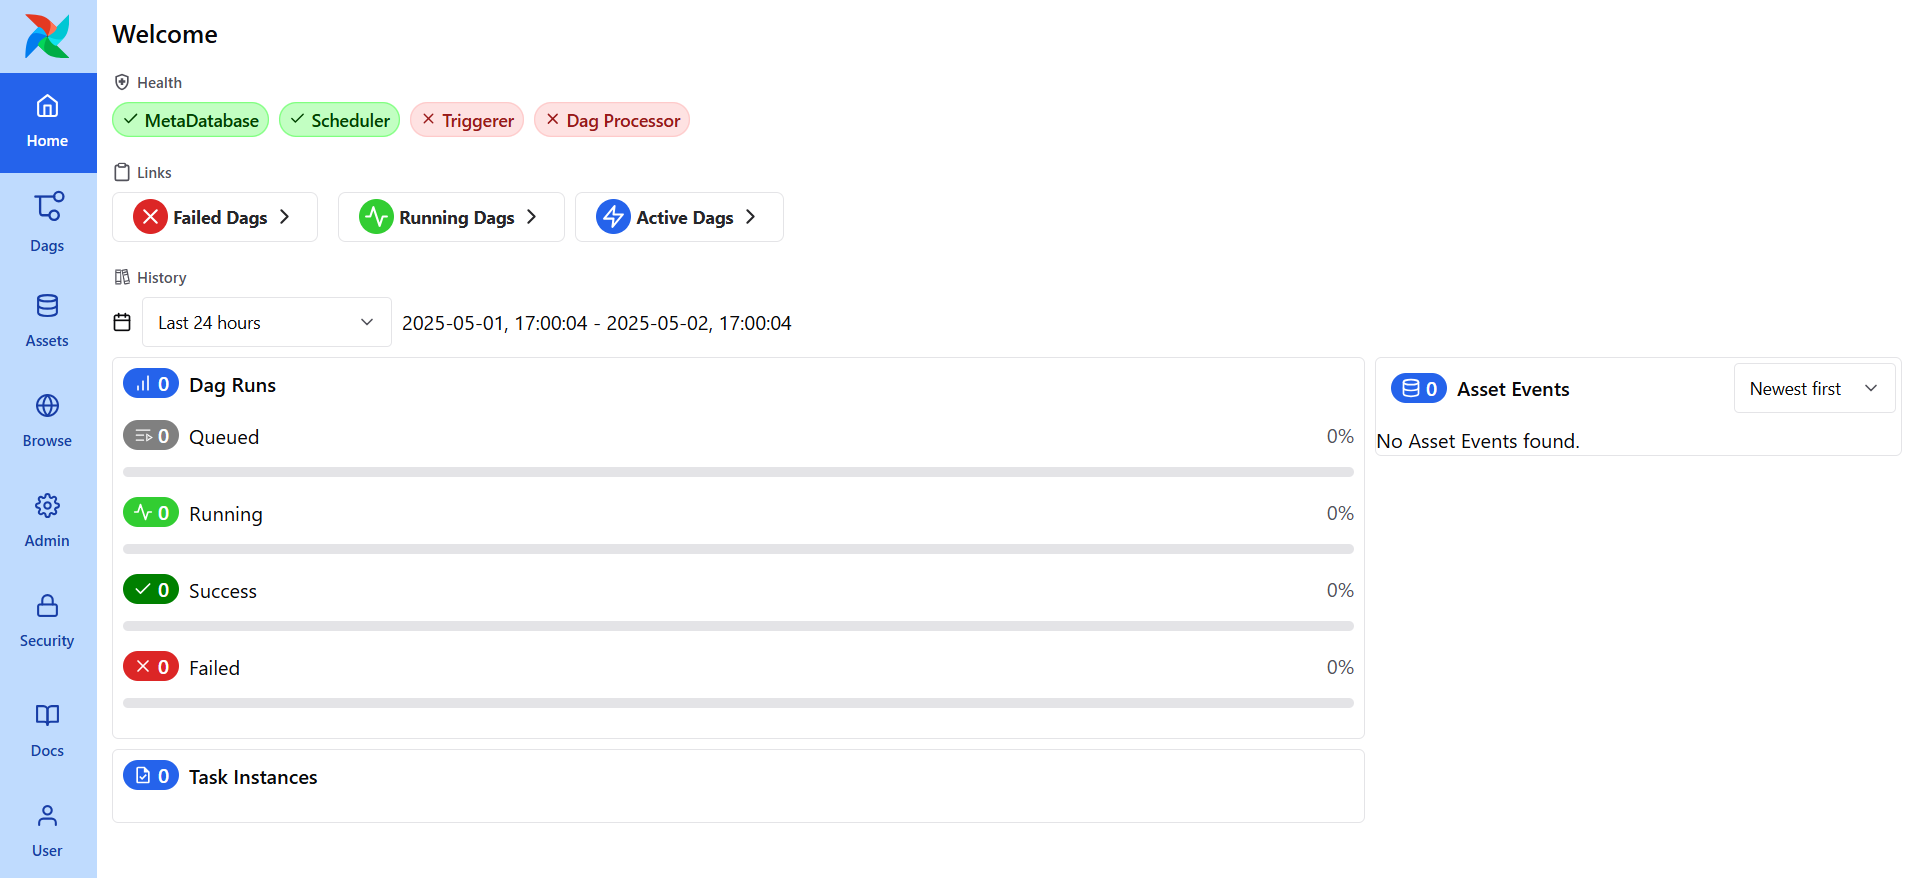 Welcome
Health
MetaDatabase
Scheduler
Triggerer
Dag Processor
Links
Failed Dags
Running Dags
Active Dags
History
Last 24 hours
2025-05-01, 17:00:04 - 2025-05-02, 17:00:04
0 Dag Runs
0 Queued 0%
0 Running 0%
0 Success 0%
0 Failed 0%
0 Task Instances
0 Asset Events
Newest first
No Asset Events found.
Home
Dags
Assets
Browse
Admin
Security
Docs
User